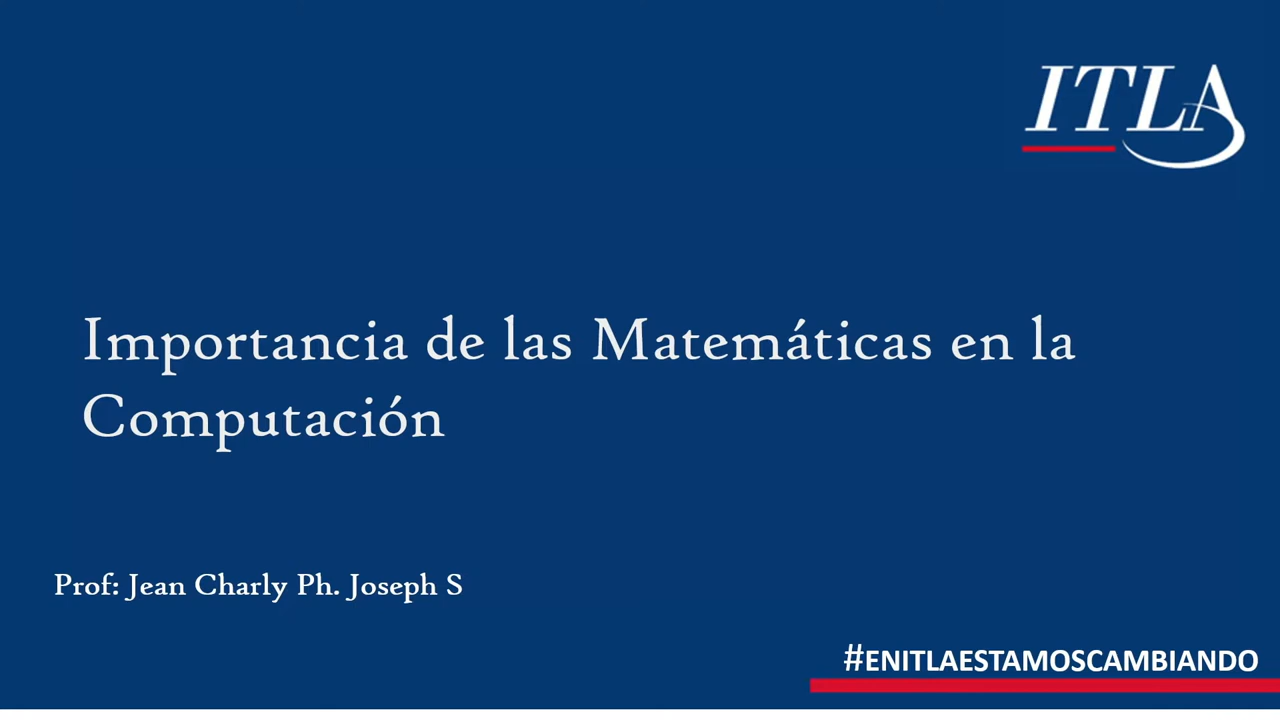 ITLA
Importancia de las Matemáticas en la
Computación
Prof: Jean Charly Ph. Joseph S
#ENITLAESTAMOSCAMBIANDO